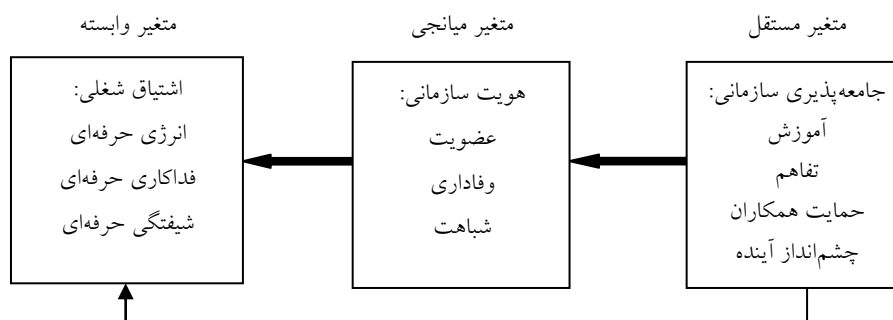 متغیر مستقل
متغیر میانجی
متغیر وابسته
جامعه‌پذیری سازمانی:
آموزش
تفاهم
حمایت همکاران
چشم‌انداز آینده
هویت سازمانی:
عضویت
وفاداری
شباهت
اشتیاق شغلی:
انرژی حرفه‌ای
فداکاری حرفه‌ای
شیفتگی حرفه‌ای